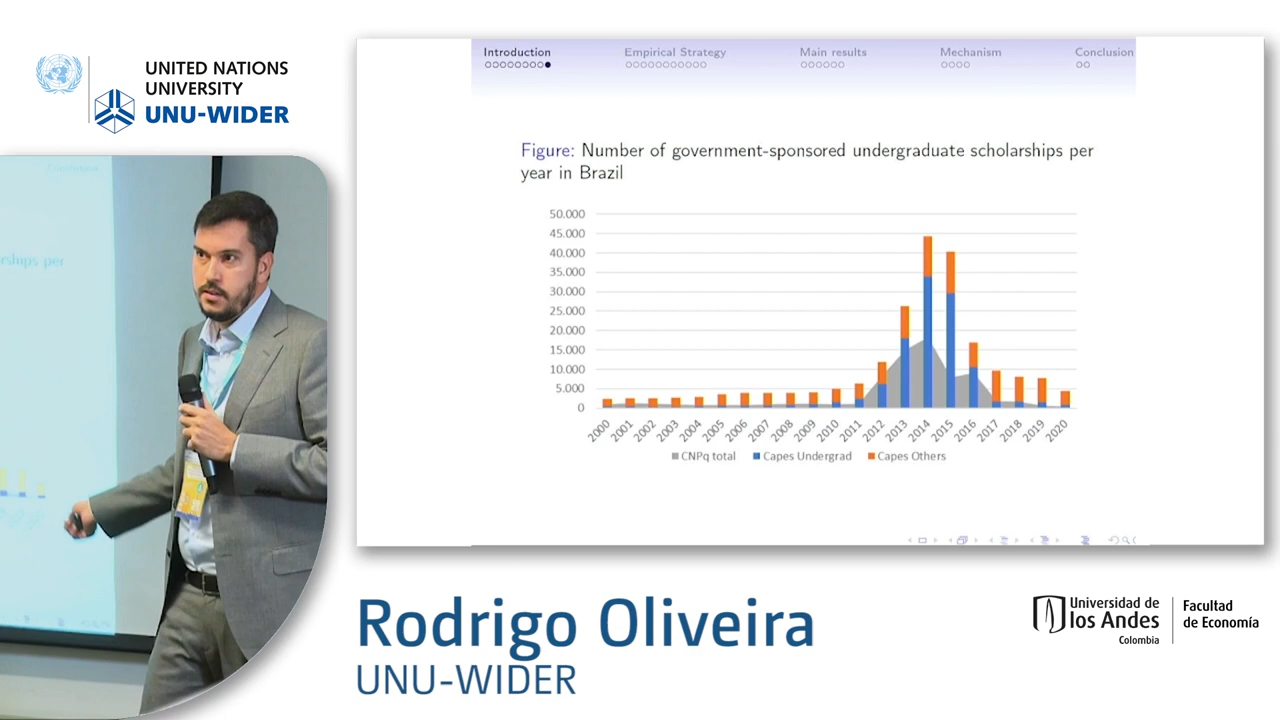 UNITED NATIONS
UNIVERSITY
UNU-WIDER
Introduction
Empirical Strategy
Main results
Mechanism
Conclusion
Figure: Number of government-sponsored undergraduate scholarships per
year in Brazil
50.000
45.000
40.000
35.000
30.000
25.000
20.000
15.000
10.000
5.000
0
2000
2001
2002
2003
2004
2005
2006
2007
2008
2009
2010
2011
2012
2013
2014
2015
2016
2017
2018
2019
2020
CNPq total
Capes Undergrad
Capes Others
rships per
Rodrigo Oliveira
UNU-WIDER
Universidad de
los Andes
Colombia
Facultad
de Economía